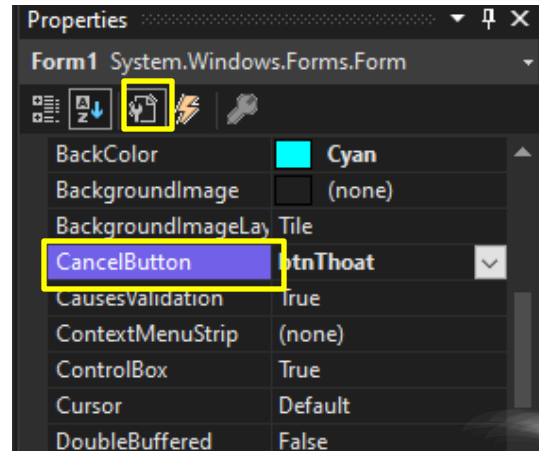 Properties
Form1 System.Windows.Forms.Form
BackColor Cyan
BackgroundImage (none)
BackgroundImageLay Tile
CancelButton btnThoat
CausesValidation True
ContextMenuStrip (none)
ControlBox True
Cursor Default
DoubleBuffered False